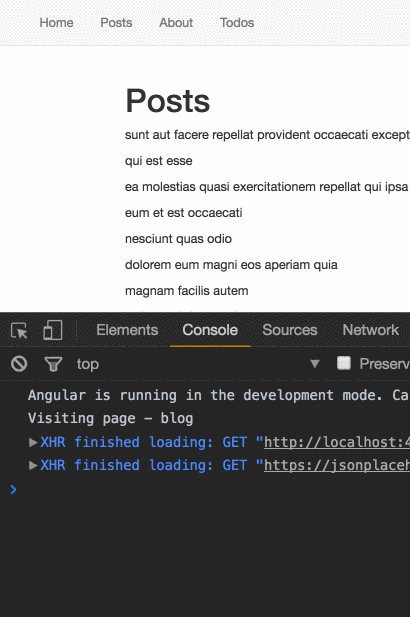 Home Posts About Todos
Posts
sunt aut facere repellat provident occaecati except
qui est esse
ea molestias quasi exercitationem repellat qui ipsa
eum et est occaecati
nesciunt quas odio
dolorem eum magni eos aperiam quia
magnam facilis autem
Elements Console Sources Network
top Preserv
Angular is running in the development mode. Ca
Visiting page - blog
XHR finished loading: GET "http://localhost:4
XHR finished loading: GET "https://jsonplaceh